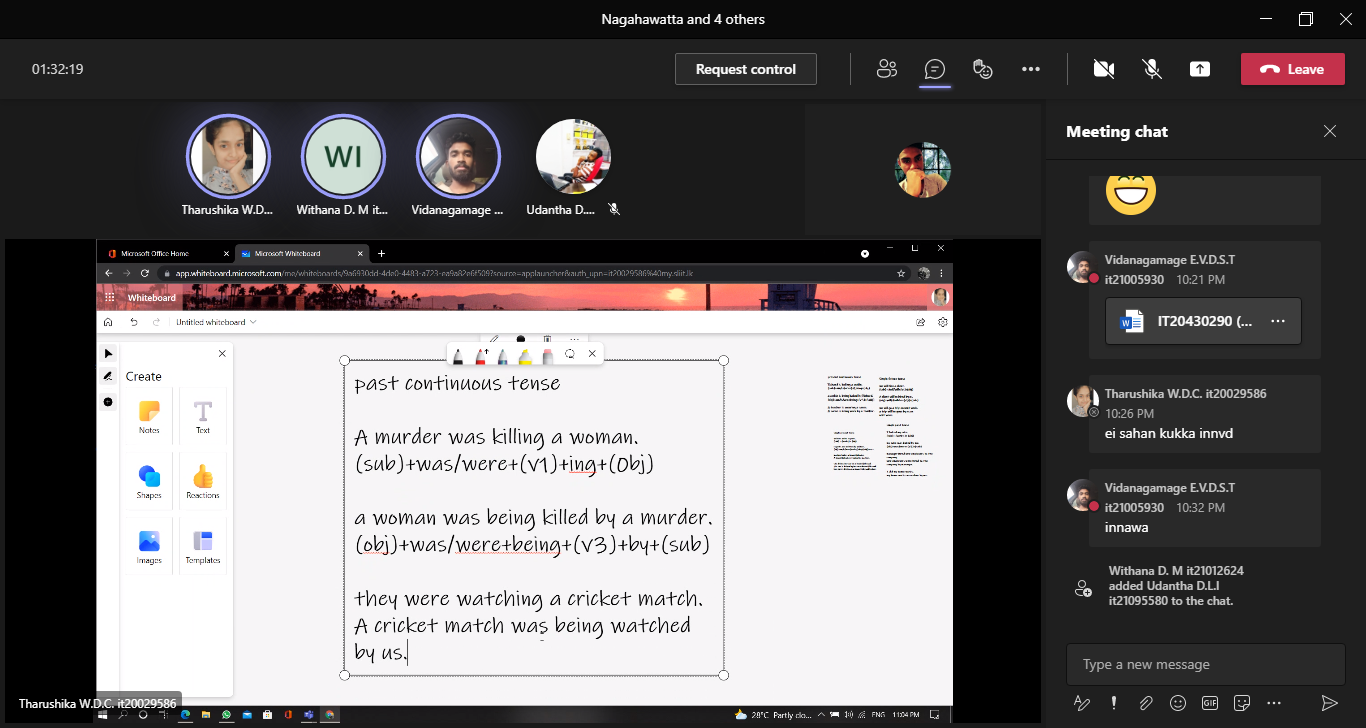 Nagahawatta and 4 others
01:32:19
Request control
Leave
Tharushika W.D...
WI
Withana D. M it...
Vidanagamage ...
Udantha D....
Meeting chat
Vidanagamage E.V.D.S.T
it21005930 10:21 PM
IT20430290 (...
Tharushika W.D.C. it20029586
10:26 PM
ei sahan kukka innvd
Vidanagamage E.V.D.S.T
it21005930 10:32 PM
innawa
Withana D. M it21012624
added Udantha D.L.I
it21095580 to the chat.
Type a new message
GIF
Microsoft Office Home
Microsoft Whiteboard
app.whiteboard.microsoft.com/me/whiteboards/9a6930dd-4de0-4483-a723-ea9a82e6f509?source=applauncher&auth_upn=it20029586%40my.sliit.lk
Whiteboard
Untitled whiteboard
Create
Notes
Text
Shapes
Reactions
Images
Templates
past continuous tense
A murder was killing a woman.
(sub)+was/were+(v1)+ing+(Obj)
a woman was being killed by a murder.
(obj)+was/were+being+(v3)+by+(sub)
they were watching a cricket match.
A cricket match was being watched
by us.
Tharushika W.D.C. it20029586
28°C Partly clo...
ENG
11:04 PM